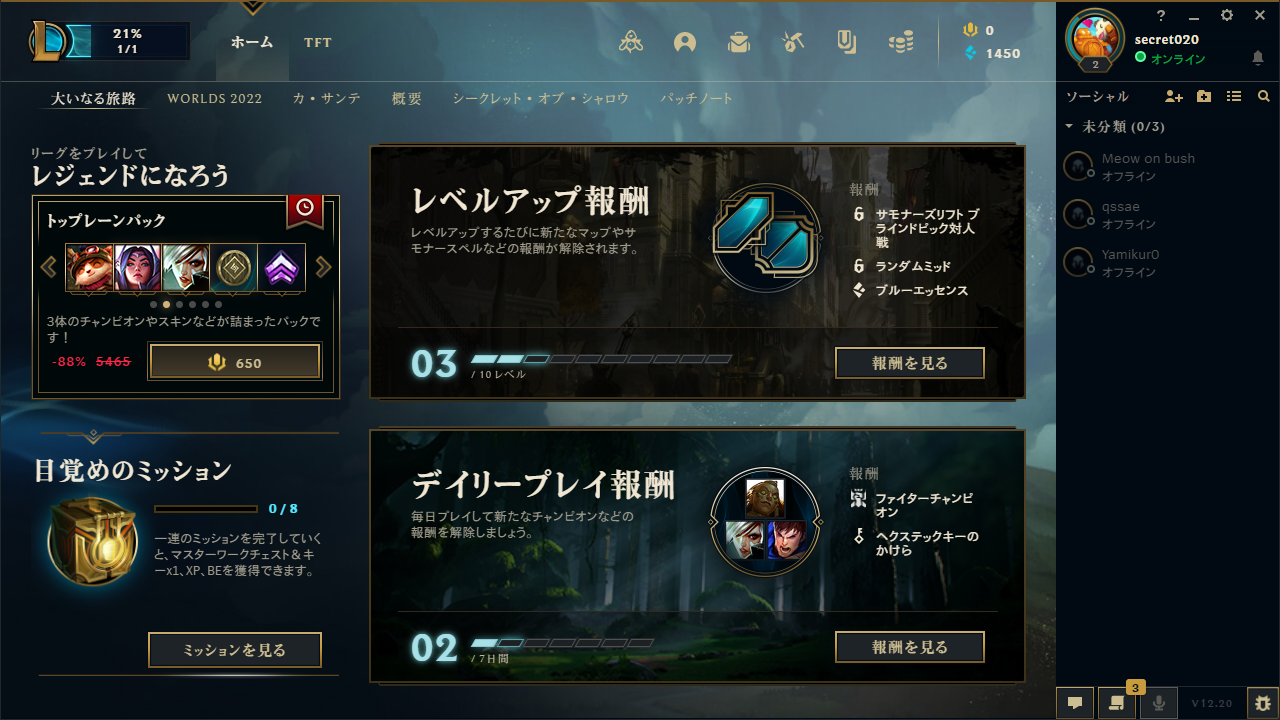 21%
1/1
ホーム
TFT
0
1450
?
secret020
オンライン
2
大いなる旅路
WORLDS 2022
カ・サンテ
概要
シークレット・オブ・シャロウ
パッチノート
ソーシャル
未分類 (0/3)
Meow on bush
オフライン
qssae
オフライン
Yamikur0
オフライン
リーグをプレイして
レジェンドになろう
トップレーンパック
3体のチャンピオンやスキンなどが詰まったパックで
す！
-88% 5465
650
目覚めのミッション
0 / 8
一連のミッションを完了していく
と、マスターワークチェスト＆キ
ーx1、XP、BEを獲得できます。
ミッションを見る
レベルアップ報酬
レベルアップするたびに新たなマップやサ
モナースペルなどの報酬が解除されます。
報酬
6
サモナーズリフト ブ
ラインドピック対人
戦
6
ランダムミッド
ブルーエッセンス
03
/ 10 レベル
報酬を見る
デイリープレイ報酬
毎日プレイして新たなチャンピオンなどの
報酬を解除しましょう。
報酬
ファイターチャンピ
オン
ヘクステックキーの
かけら
02
/ 7日間
報酬を見る
3
V12.20